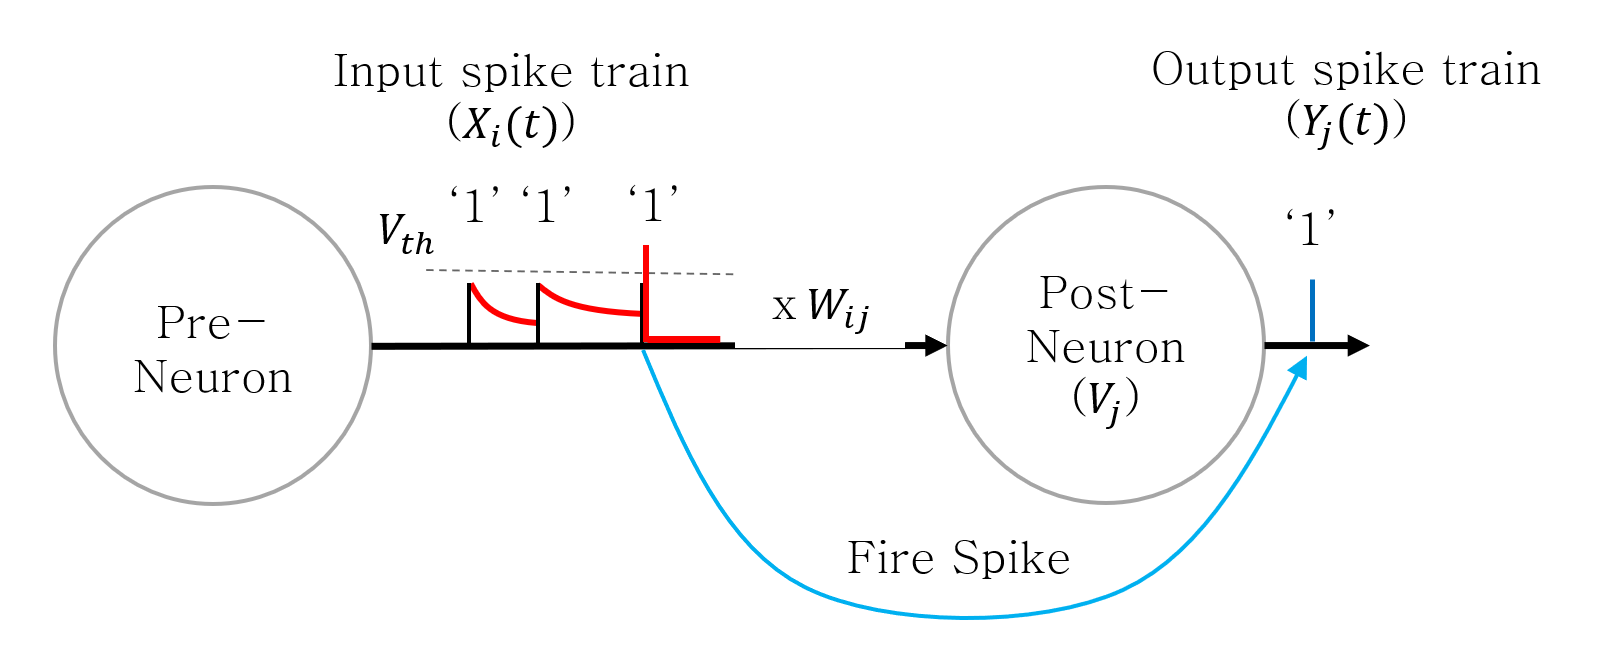 Input spike train
(Xᵢ(t))
Output spike train
(Yⱼ(t))
‘1’ ‘1’ ‘1’
‘1’
Vₜₕ
Pre-
Neuron
x Wᵢⱼ
Post-
Neuron
(Vⱼ)
Fire Spike